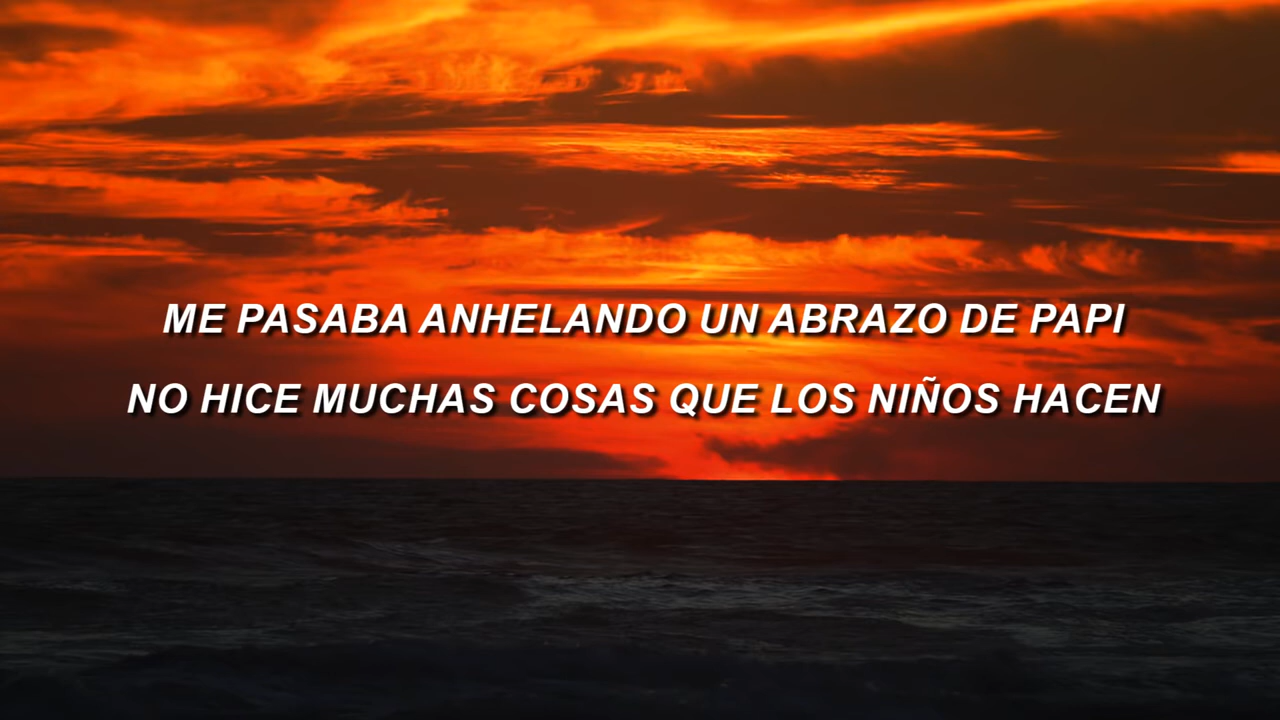 ME PASABA ANHELANDO UN ABRAZO DE PAPI
NO HICE MUCHAS COSAS QUE LOS NIÑOS HACEN